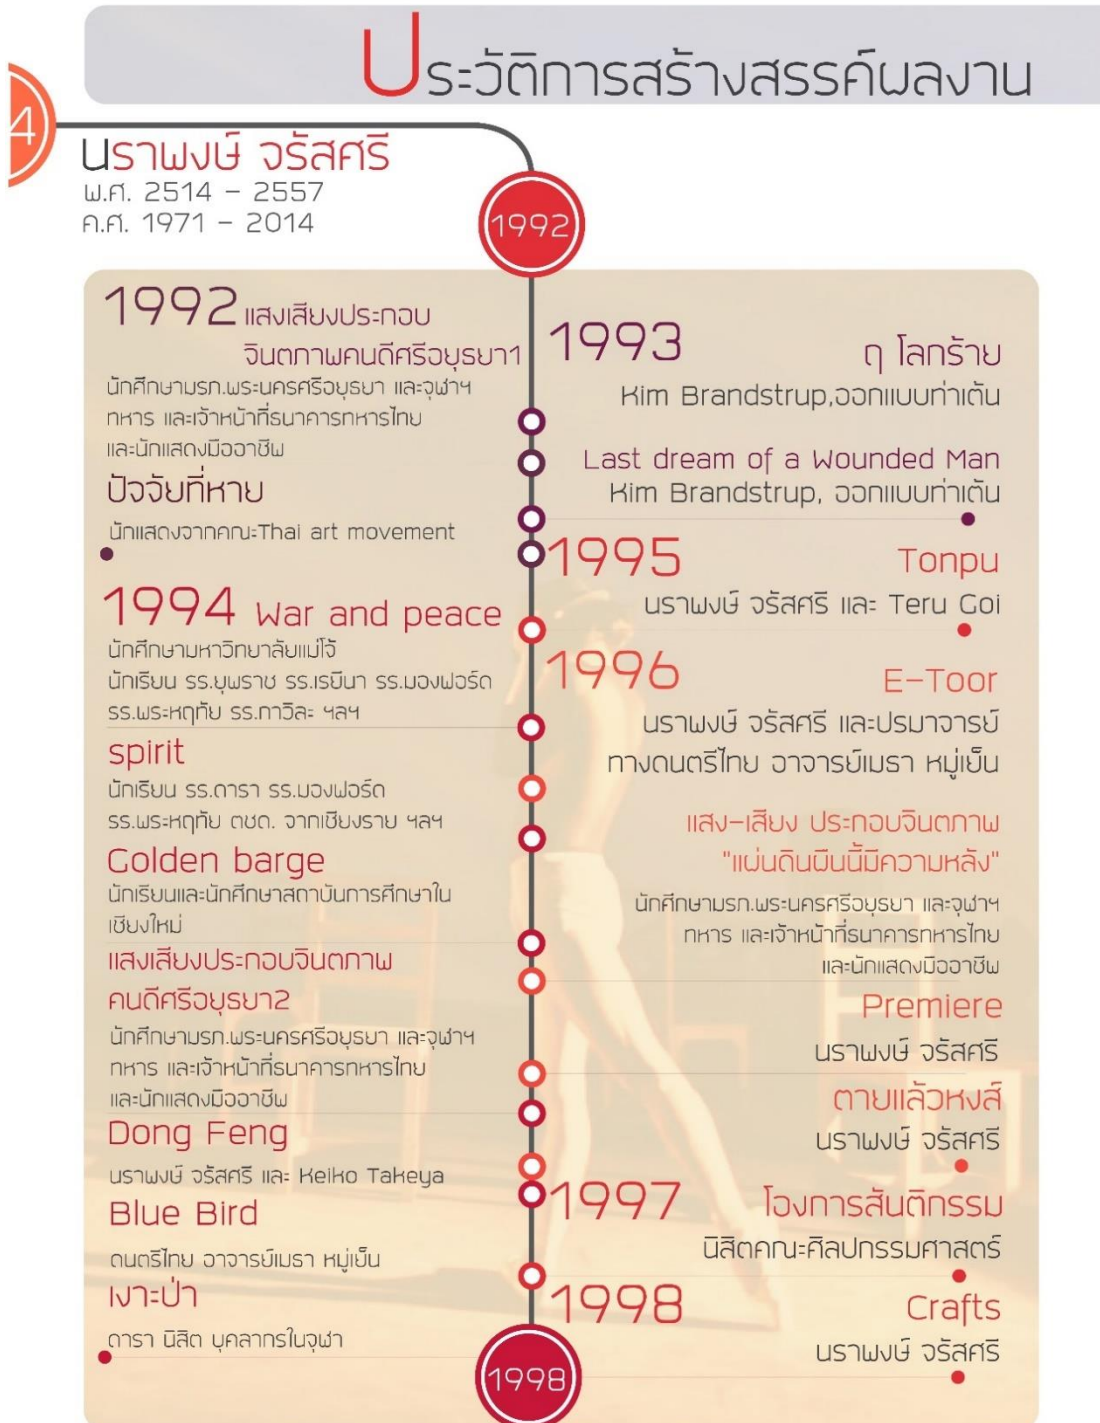 ประวัติการสร้างสรรค์ผลงาน
4
นราพงษ์ จรัสศรี
พ.ศ. 2514 - 2557
ค.ศ. 1971 - 2014
1992
1992 แสงเสียงประกอบ
จินตภาพคนดีศรีอยุธยา1
นักศึกษามรภ.พระนครศรีอยุธยา และจุฬาฯ
ทหาร และเจ้าหน้าที่ธนาคารทหารไทย
และนักแสดงมืออาชีพ
ปัจจัยที่หาย
นักแสดงจากคณะThai art movement
1993 ฤ โลกร้าย
Kim Brandstrup,ออกแบบท่าเต้น
Last dream of a Wounded Man
Kim Brandstrup, ออกแบบท่าเต้น
1994 War and peace
นักศึกษามหาวิทยาลัยแม่โจ้
นักเรียน รร.ยุพราช รร.เรยีนา รร.มองฟอร์ด
รร.พระหฤทัย รร.กาวิละ ฯลฯ
spirit
นักเรียน รร.ดารา รร.มองฟอร์ด
รร.พระหฤทัย ตชด. จากเชียงราย ฯลฯ
Golden barge
นักเรียนและนักศึกษาสถาบันการศึกษาใน
เชียงใหม่
แสงเสียงประกอบจินตภาพ
คนดีศรีอยุธยา2
นักศึกษามรภ.พระนครศรีอยุธยา และจุฬาฯ
ทหาร และเจ้าหน้าที่ธนาคารทหารไทย
และนักแสดงมืออาชีพ
Dong Feng
นราพงษ์ จรัสศรี และ Keiko Takeya
Blue Bird
ดนตรีไทย อาจารย์เมธา หมู่เย็น
เงาะป่า
ดารา นิสิต บุคลากรในจุฬา
1995 Tonpu
นราพงษ์ จรัสศรี และ Teru Goi
1996 E-Toor
นราพงษ์ จรัสศรี และปรมาจารย์
ทางดนตรีไทย อาจารย์เมธา หมู่เย็น
แสง-เสียง ประกอบจินตภาพ
"แผ่นดินผืนนี้มีความหลัง"
นักศึกษามรภ.พระนครศรีอยุธยา และจุฬาฯ
ทหาร และเจ้าหน้าที่ธนาคารทหารไทย
และนักแสดงมืออาชีพ
Premiere
นราพงษ์ จรัสศรี
ตายแล้วหงส์
นราพงษ์ จรัสศรี
1997 โองการสันติกรรม
นิสิตคณะศิลปกรรมศาสตร์
1998 Crafts
นราพงษ์ จรัสศรี
1998